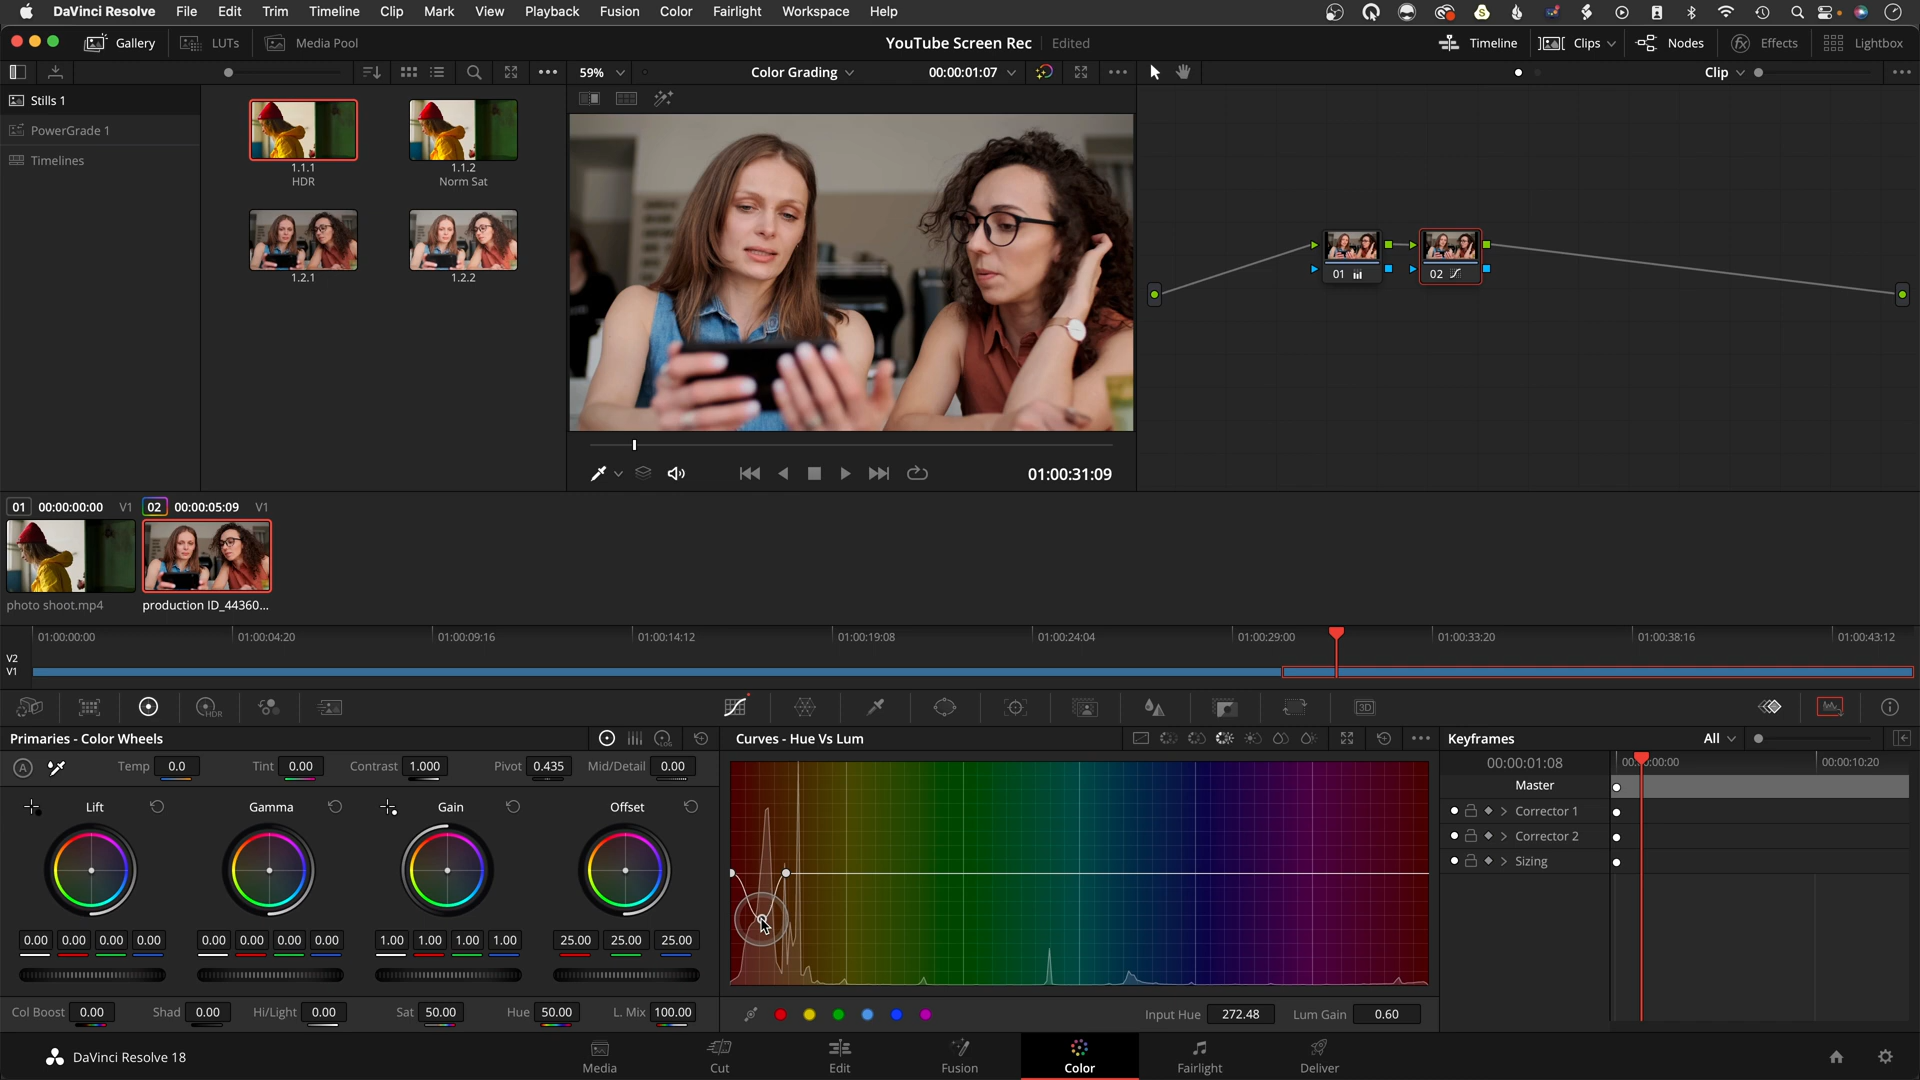 DaVinci Resolve File Edit Trim Timeline Clip Mark View Playback Fusion Color Fairlight Workspace Help
Gallery LUTs Media Pool YouTube Screen Rec Edited Timeline Clips Nodes Effects Lightbox
59% Color Grading 00:00:01:07 Clip
Stills 1
PowerGrade 1
Timelines
1.1.1
HDR
1.1.2
Norm Sat
1.2.1
1.2.2
01
02
01:00:31:09
01 00:00:00:00 V1 02 00:00:05:09 V1
photo shoot.mp4 production ID_44360...
01:00:00:00 01:00:04:20 01:00:09:16 01:00:14:12 01:00:19:08 01:00:24:04 01:00:29:00 01:00:33:20 01:00:38:16 01:00:43:12
V2
V1
HDR 3D
Primaries - Color Wheels
LOG
Curves - Hue Vs Lum
Keyframes All
A Temp 0.0 Tint 0.00 Contrast 1.000 Pivot 0.435 Mid/Detail 0.00
00:00:01:08 00:00:00:00 00:00:10:20
Master
Lift Gamma Gain Offset
Corrector 1
Corrector 2
Sizing
0.00 0.00 0.00 0.00 0.00 0.00 0.00 0.00 1.00 1.00 1.00 1.00 25.00 25.00 25.00
Col Boost 0.00 Shad 0.00 Hi/Light 0.00 Sat 50.00 Hue 50.00 L. Mix 100.00
Input Hue 272.48 Lum Gain 0.60
DaVinci Resolve 18
Media Cut Edit Fusion Color Fairlight Deliver